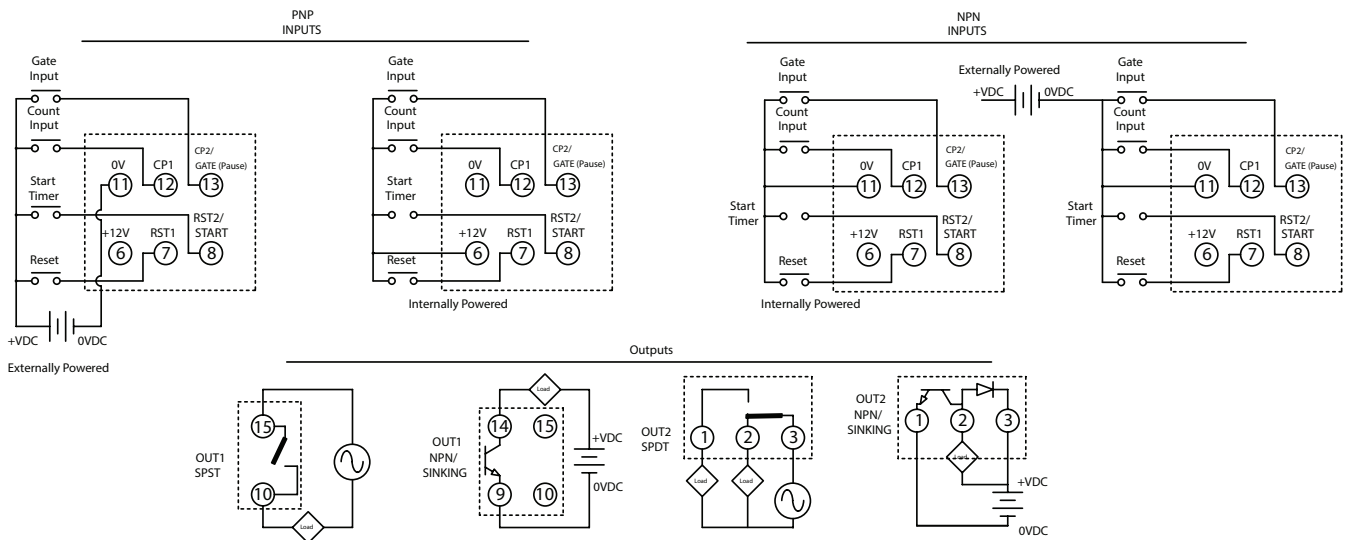 PNP
INPUTS
NPN
INPUTS
Gate
Input
Count
Input
0V
CP1
CP2/
GATE (Pause)
11
12
13
Start
Timer
RST2/
START
+12V
RST1
6
7
8
Reset
+VDC
0VDC
Externally Powered
Gate
Input
Count
Input
0V
CP1
CP2/
GATE (Pause)
11
12
13
Start
Timer
RST2/
START
+12V
RST1
6
7
8
Reset
Internally Powered
Gate
Input
Count
Input
0V
CP1
CP2/
GATE (Pause)
11
12
13
Start
Timer
RST2/
START
+12V
RST1
6
7
8
Reset
Internally Powered
Externally Powered
+VDC
0VDC
Gate
Input
Count
Input
0V
CP1
CP2/
GATE (Pause)
11
12
13
Start
Timer
RST2/
START
+12V
RST1
6
7
8
Reset
Outputs
OUT1
SPST
15
10
Load
OUT1
NPN/
SINKING
Load
14
15
9
10
+VDC
0VDC
OUT2
SPDT
1
2
3
Load
Load
OUT2
NPN/
SINKING
1
2
3
Load
+VDC
0VDC